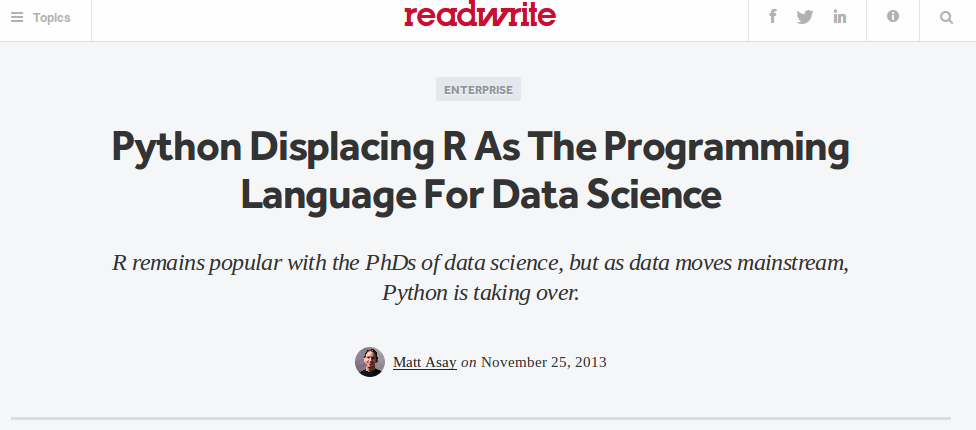 Topics
readwrite
ENTERPRISE
Python Displacing R As The Programming
Language For Data Science
R remains popular with the PhDs of data science, but as data moves mainstream,
Python is taking over.
Matt Asay on November 25, 2013